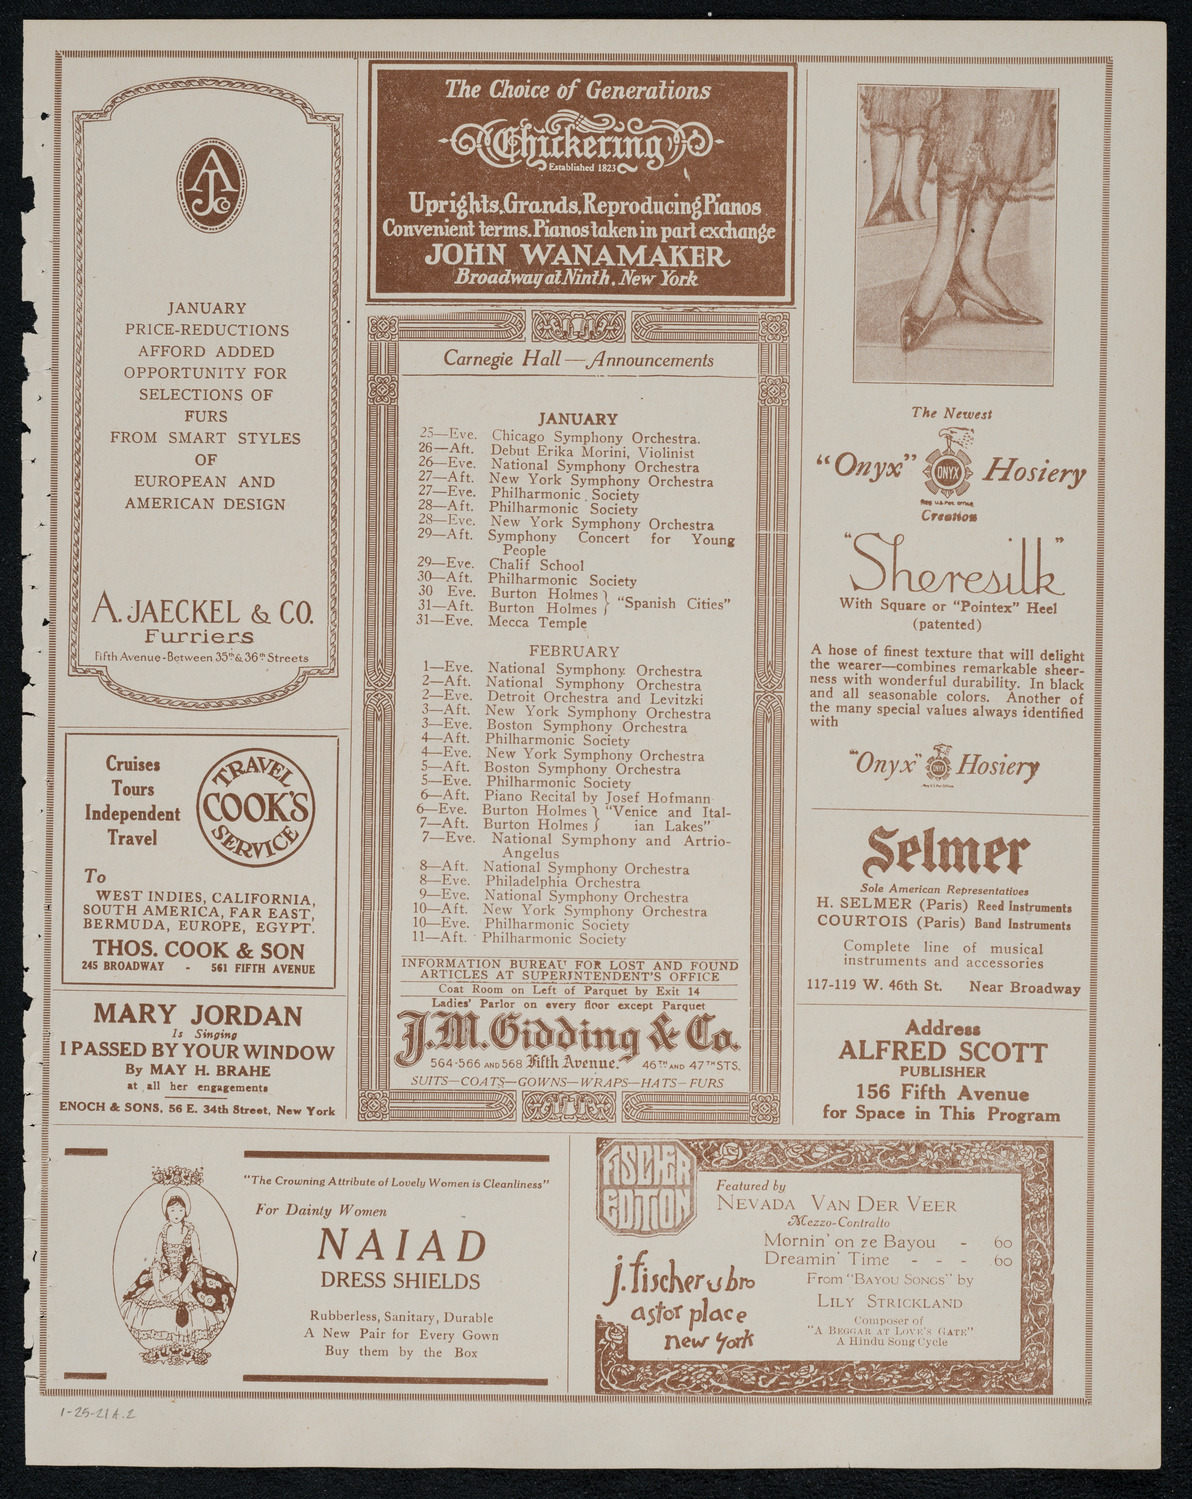 AJCo
JANUARY
PRICE-REDUCTIONS
AFFORD ADDED
OPPORTUNITY FOR
SELECTIONS OF
FURS
FROM SMART STYLES
OF
EUROPEAN AND
AMERICAN DESIGN
A. JAECKEL & CO.
Furriers
Fifth Avenue-Between 35th & 36th Streets
Cruises
Tours
Independent
Travel
TRAVEL
COOK'S
SERVICE
To
WEST INDIES, CALIFORNIA,
SOUTH AMERICA, FAR EAST,
BERMUDA, EUROPE, EGYPT.
THOS. COOK & SON
245 BROADWAY - 561 FIFTH AVENUE
MARY JORDAN
Is Singing
I PASSED BY YOUR WINDOW
By MAY H. BRAHE
at all her engagements
ENOCH & SONS, 56 E. 34th Street, New York
The Choice of Generations
Chickering
Established 1823
Uprights, Grands, Reproducing Pianos
Convenient terms. Pianos taken in part exchange
JOHN WANAMAKER
Broadway at Ninth, New York
Carnegie Hall — Announcements
JANUARY
25—Eve. Chicago Symphony Orchestra.
26—Aft. Debut Erika Morini, Violinist
26—Eve. National Symphony Orchestra
27—Aft. New York Symphony Orchestra
27—Eve. Philharmonic Society
28—Aft. Philharmonic Society
28—Eve. New York Symphony Orchestra
29—Aft. Symphony Concert for Young
People
29—Eve. Chalif School
30—Aft. Philharmonic Society
30 Eve. Burton Holmes }
31—Aft. Burton Holmes } "Spanish Cities"
31—Eve. Mecca Temple
FEBRUARY
1—Eve. National Symphony Orchestra
2—Aft. National Symphony Orchestra
2—Eve. Detroit Orchestra and Levitzki
3—Aft. New York Symphony Orchestra
3—Eve. Boston Symphony Orchestra
4—Aft. Philharmonic Society
4—Eve. New York Symphony Orchestra
5—Aft. Boston Symphony Orchestra
5—Eve. Philharmonic Society
6—Aft. Piano Recital by Josef Hofmann
6—Eve. Burton Holmes } "Venice and Ital-
7—Aft. Burton Holmes } ian Lakes"
7—Eve. National Symphony and Artrio-
Angelus
8—Aft. National Symphony Orchestra
8—Eve. Philadelphia Orchestra
9—Eve. National Symphony Orchestra
10—Aft. New York Symphony Orchestra
10—Eve. Philharmonic Society
11—Aft. Philharmonic Society
INFORMATION BUREAU FOR LOST AND FOUND
ARTICLES AT SUPERINTENDENT'S OFFICE
Coat Room on Left of Parquet by Exit 14
Ladies' Parlor on every floor except Parquet
J.M. Gidding & Co.
564-566 AND 568 Fifth Avenue. 46TH AND 47TH STS.
SUITS—COATS—GOWNS—WRAPS—HATS—FURS
The Newest
"Onyx" ONYX Hosiery
Reg. U.S. Pat. Office
Creation
"Sheresilk"
With Square or "Pointex" Heel
(patented)
A hose of finest texture that will delight
the wearer—combines remarkable sheer-
ness with wonderful durability. In black
and all seasonable colors. Another of
the many special values always identified
with
"Onyx" Hosiery
Selmer
Sole American Representatives
H. SELMER (Paris) Reed Instruments
COURTOIS (Paris) Band Instruments
Complete line of musical
instruments and accessories
117-119 W. 46th St. Near Broadway
Address
ALFRED SCOTT
PUBLISHER
156 Fifth Avenue
for Space in This Program
"The Crowning Attribute of Lovely Women is Cleanliness"
For Dainty Women
NAIAD
DRESS SHIELDS
Rubberless, Sanitary, Durable
A New Pair for Every Gown
Buy them by the Box
FISCHER
EDITION
j. fischer & bro
astor place
new york
Featured by
NEVADA VAN DER VEER
Mezzo-Contralto
Mornin' on ze Bayou - 60
Dreamin' Time - - - 60
From "BAYOU SONGS" by
LILY STRICKLAND
Composer of
"A BEGGAR AT LOVE'S GATE"
A Hindu Song Cycle
1-25-21A.2